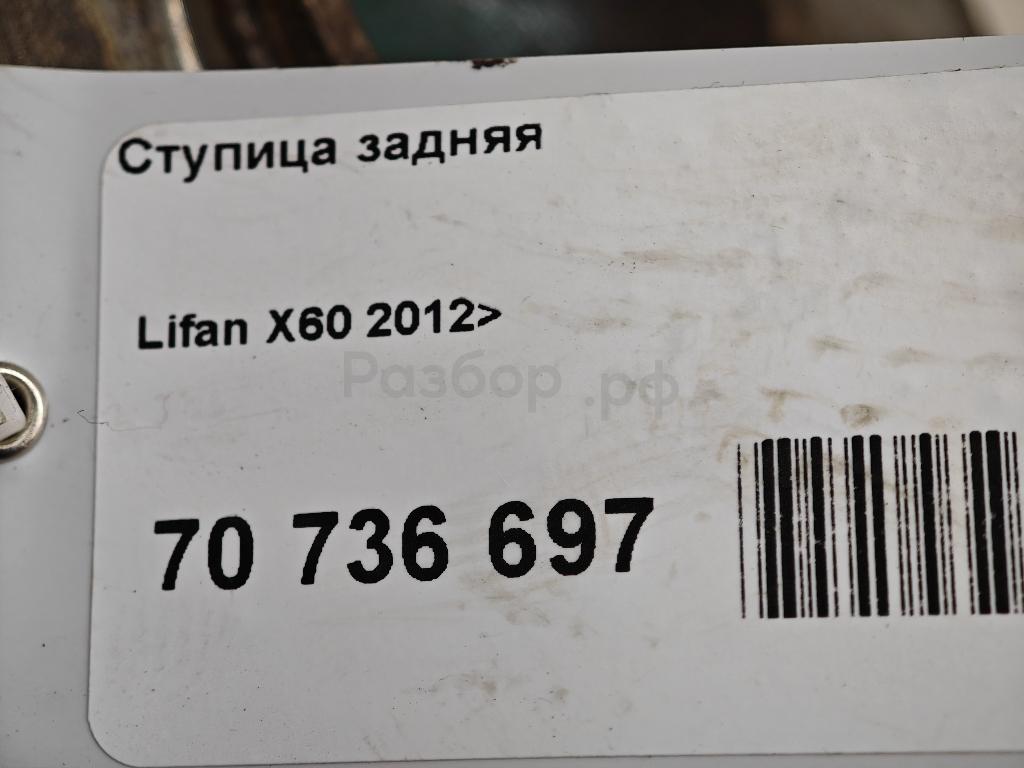 Ступица задняя
Lifan X60 2012>
Разбор.рф
70 736 697